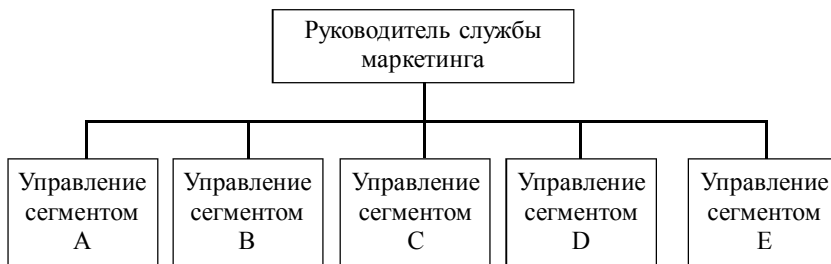 Руководитель службы
маркетинга
Управление
сегментом
A
Управление
сегментом
B
Управление
сегментом
C
Управление
сегментом
D
Управление
сегментом
E